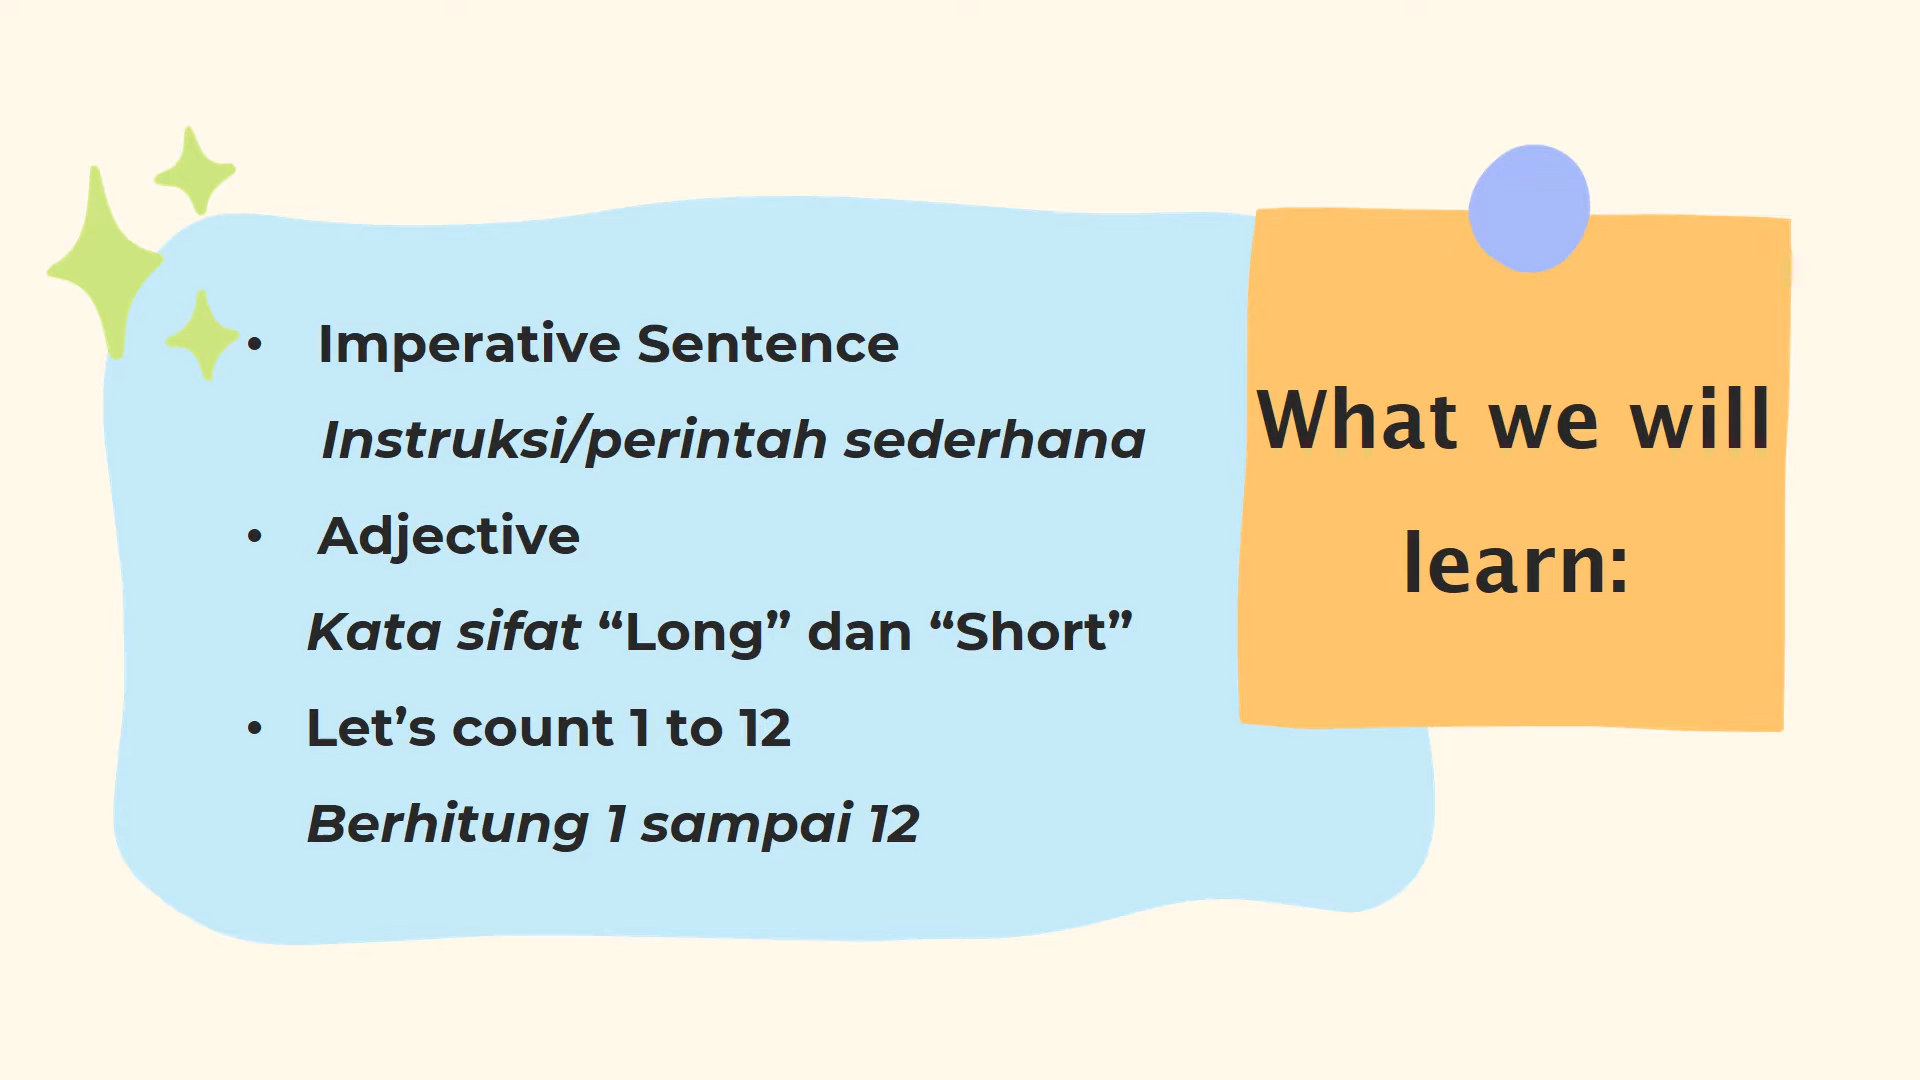 What we will
learn:
• Imperative Sentence
Instruksi/perintah sederhana
• Adjective
Kata sifat “Long” dan “Short”
• Let’s count 1 to 12
Berhitung 1 sampai 12